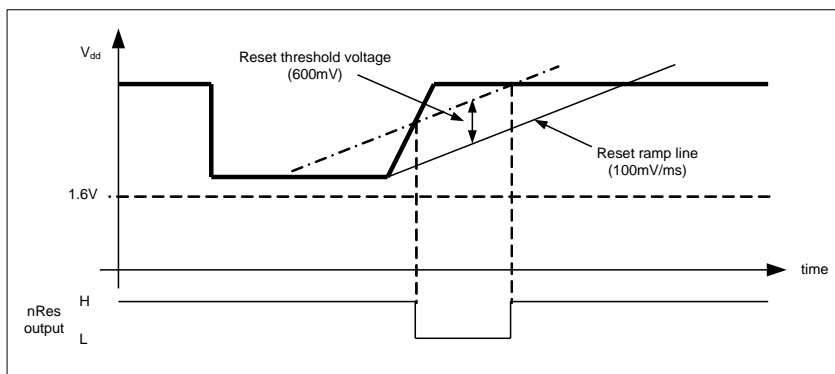 Vdd
Reset threshold voltage
(600mV)
Reset ramp line
(100mV/ms)
1.6V
time
nRes
output
H
L